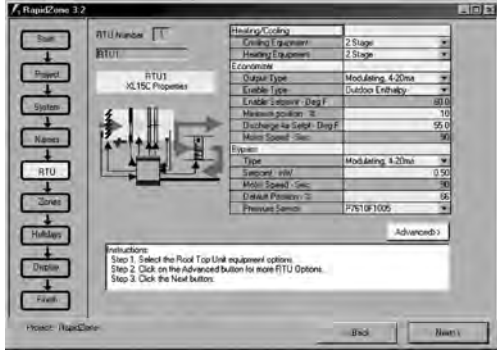 RapidZone 3.2
Start
Project
System
Names
RTU
Zones
Holidays
Display
Finish
RTU Number 1
RTU1
RTU1
XL15C Properties
Heating/Cooling
Cooling Equipment 2 Stage
Heating Equipment 2 Stage
Economizer
Output Type Modulating, 4-20ma
Enable Type Outdoor Enthalpy
Enable Setpoint - Deg F 60.0
Minimum position - % 10
Discharge Air Setpt - Deg F 55.0
Motor Speed - Sec 90
Bypass
Type Modulating, 4-20ma
Setpoint - inW 0.50
Motor Speed - Sec 90
Default Position - % 66
Pressure Sensor P7610F1005
Advanced>
Instructions:
Step 1. Select the Roof Top Unit equipment options.
Step 2. Click on the Advanced button for more RTU Options.
Step 3. Click the Next button.
Project: RapidZone
Back
Next >